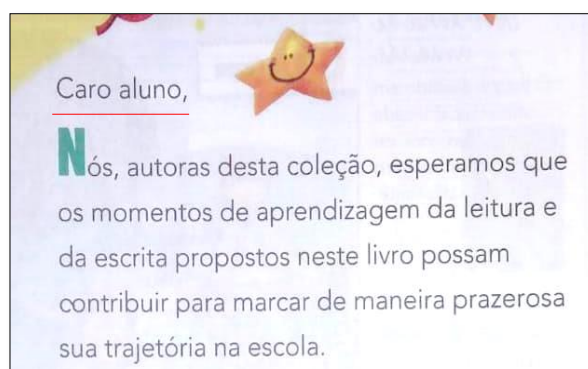 Caro aluno,
Nós, autoras desta coleção, esperamos que
os momentos de aprendizagem da leitura e
da escrita propostos neste livro possam
contribuir para marcar de maneira prazerosa
sua trajetória na escola.